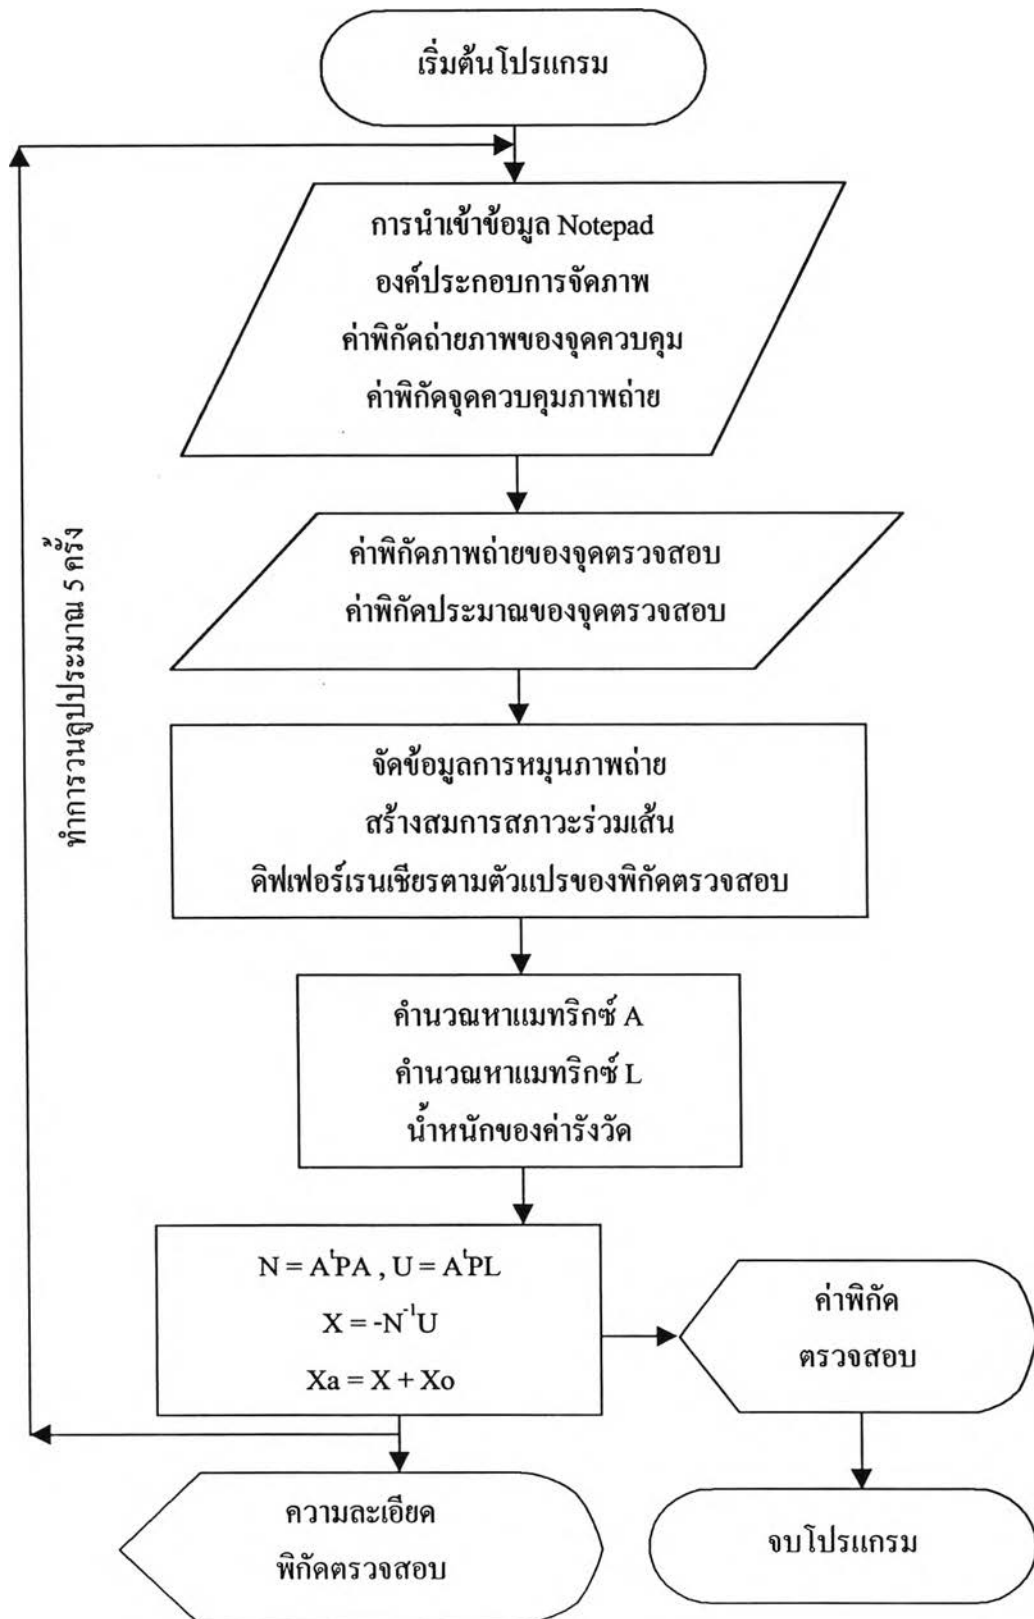 เริ่มต้นโปรแกรม
การนำเข้าข้อมูล Notepad
องค์ประกอบการจัดภาพ
ค่าพิกัดถ่ายภาพของจุดควบคุม
ค่าพิกัดจุดควบคุมภาพถ่าย
ค่าพิกัดภาพถ่ายของจุดตรวจสอบ
ค่าพิกัดประมาณของจุดตรวจสอบ
ทำการวนลูปประมาณ 5 ครั้ง
จัดข้อมูลการหมุนภาพถ่าย
สร้างสมการสภาวะร่วมเส้น
ดิฟเฟอร์เรนเชียรตามตัวแปรของพิกัดตรวจสอบ
คำนวณหาแมทริกซ์ A
คำนวณหาแมทริกซ์ L
น้ำหนักของค่ารังวัด
N = AᵗPA , U = AᵗPL
X = -N⁻¹U
Xa = X + Xo
ค่าพิกัด
ตรวจสอบ
ความละเอียด
พิกัดตรวจสอบ
จบโปรแกรม